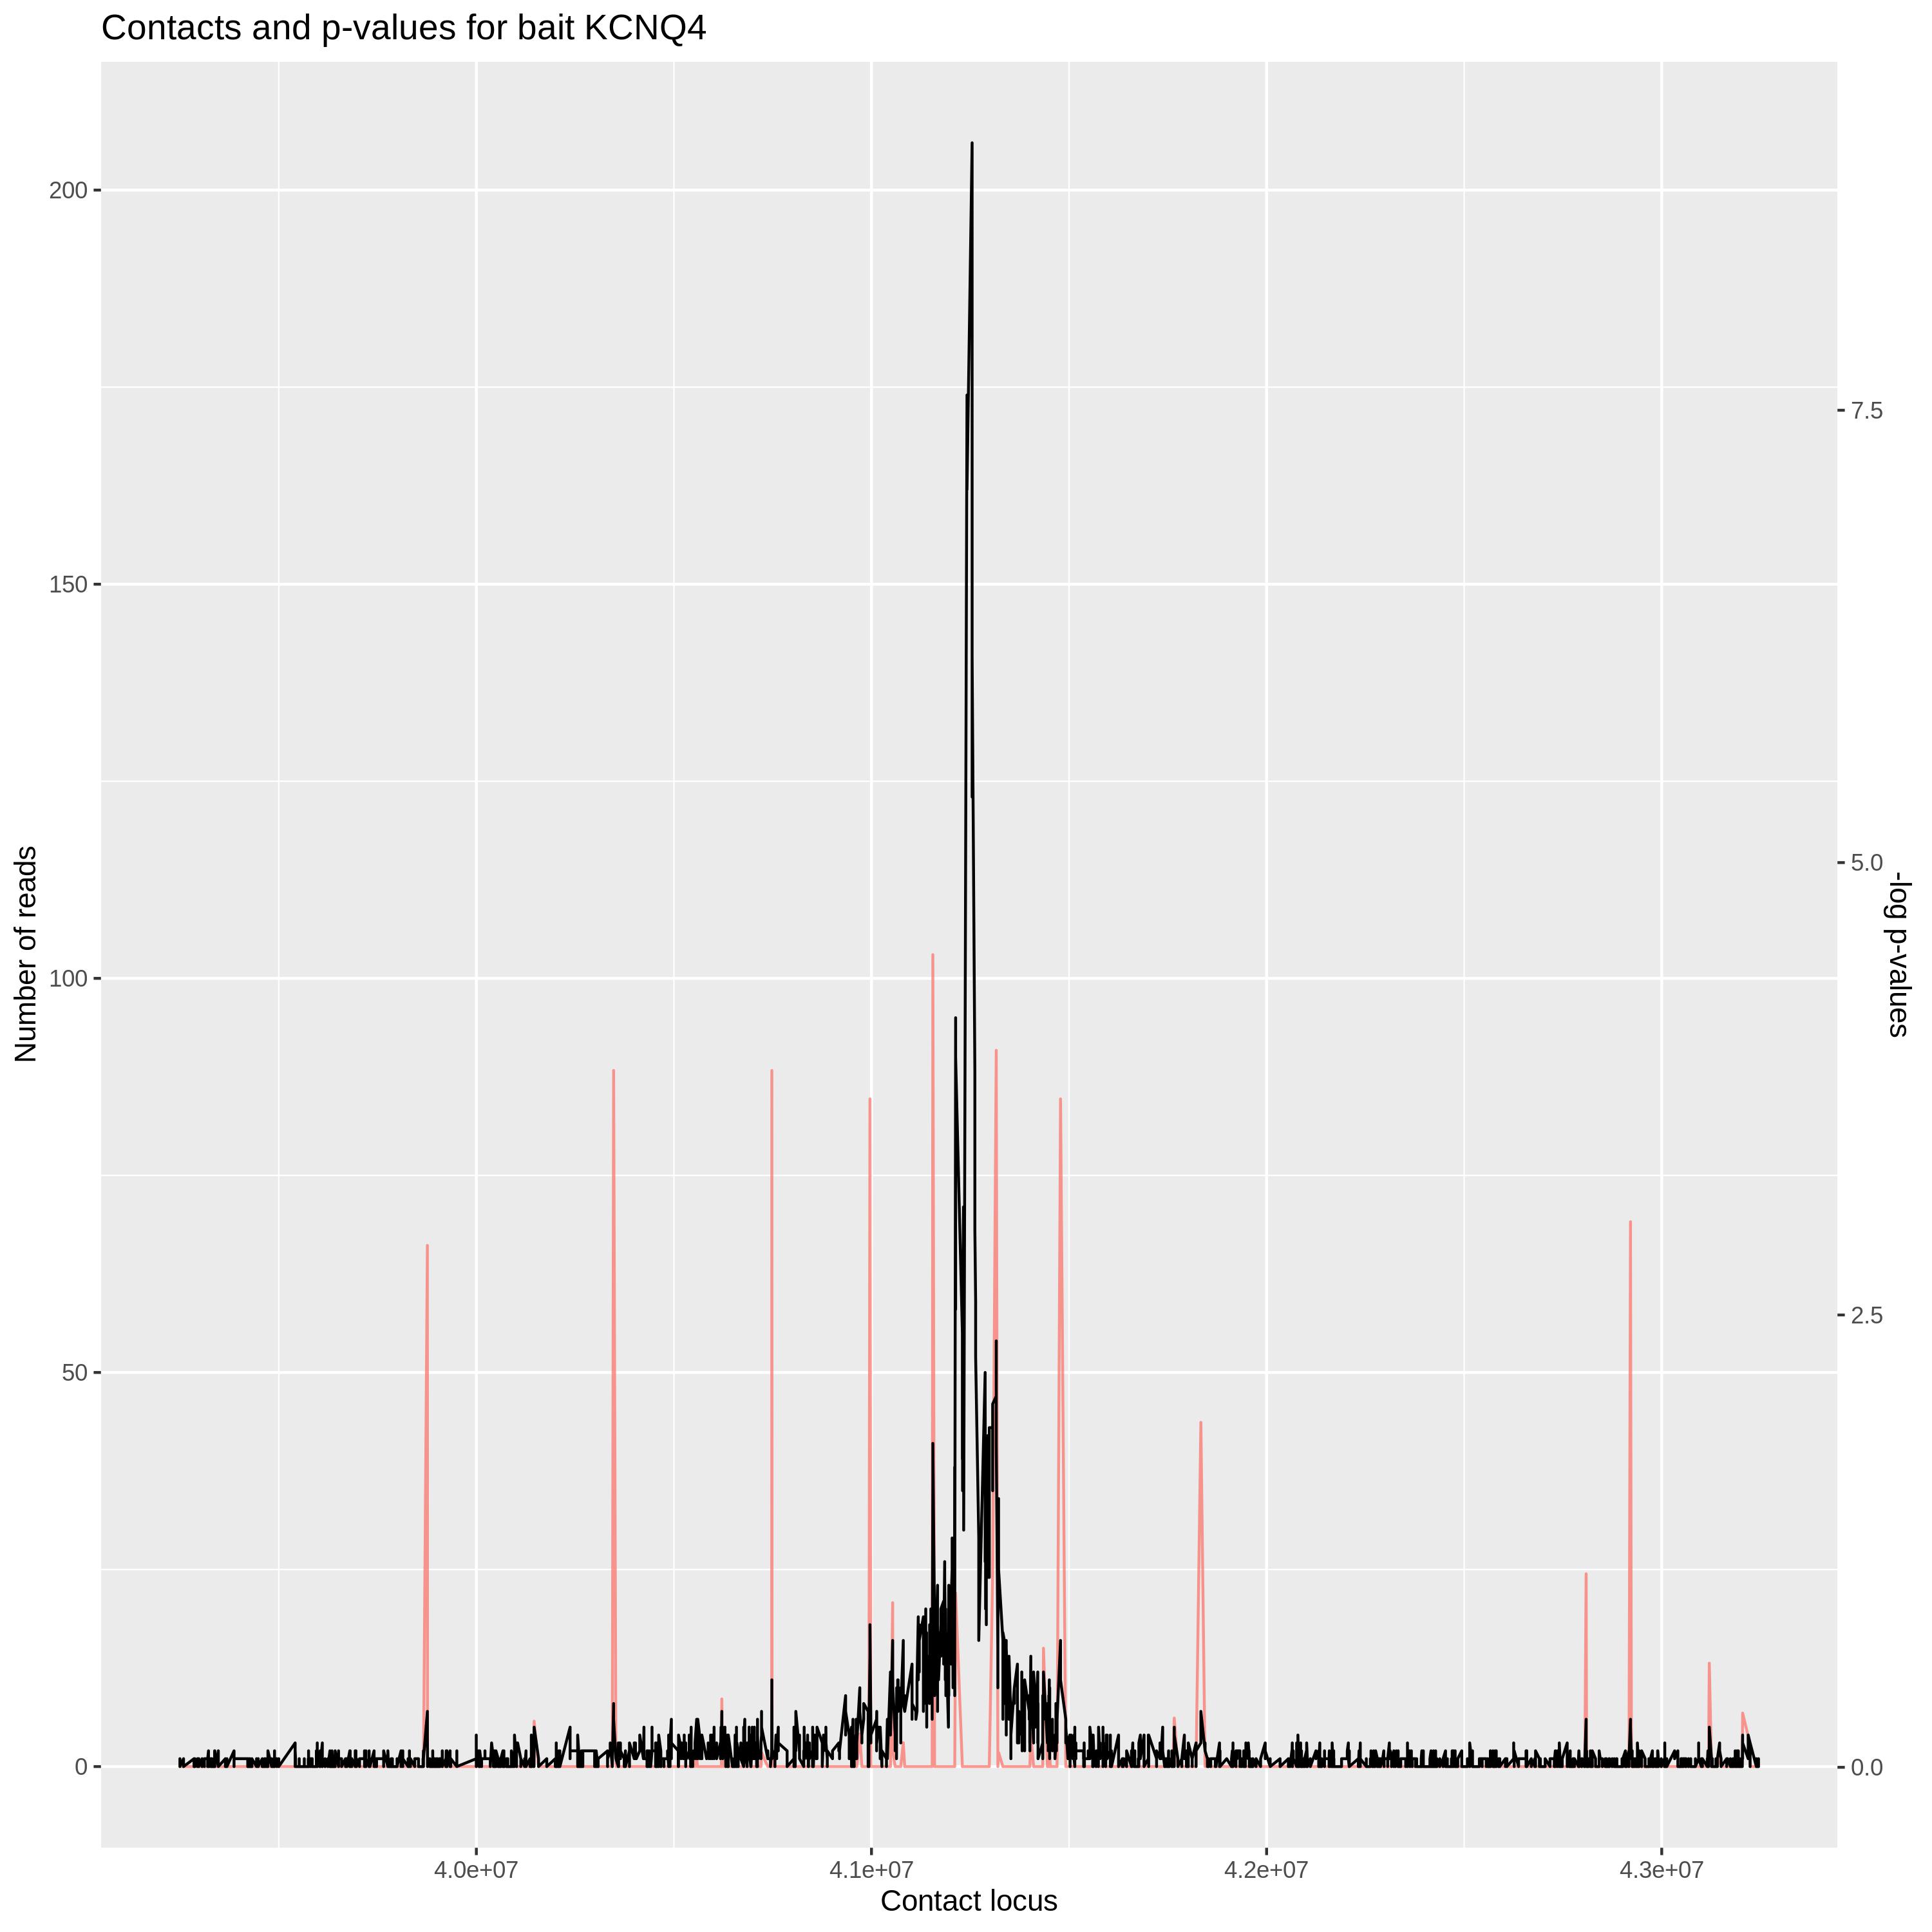 Contacts and p-values for bait KCNQ4
200
150
100
50
0
Number of reads
7.5
5.0
2.5
0.0
-log p-values
4.0e+07
4.1e+07
4.2e+07
4.3e+07
Contact locus